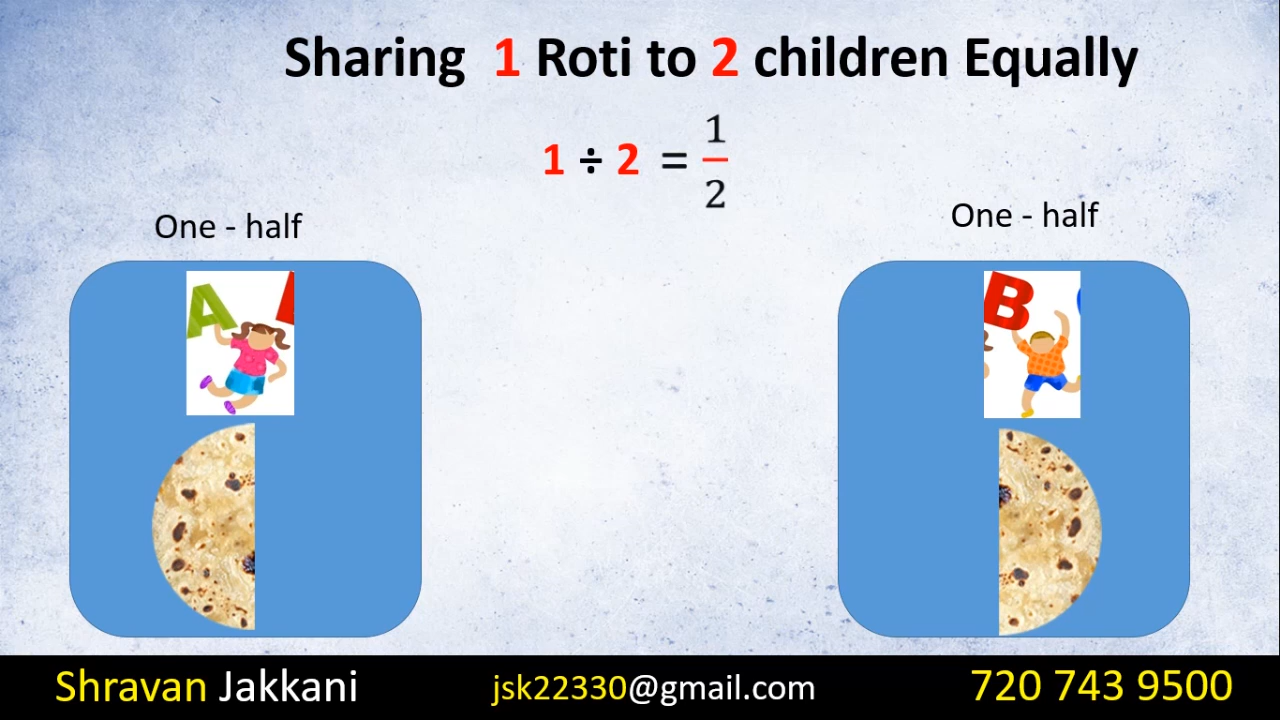 Sharing 1 Roti to 2 children Equally
1 ÷ 2 = 1/2
One - half
One - half
A
B
Shravan Jakkani
jsk22330@gmail.com
720 743 9500